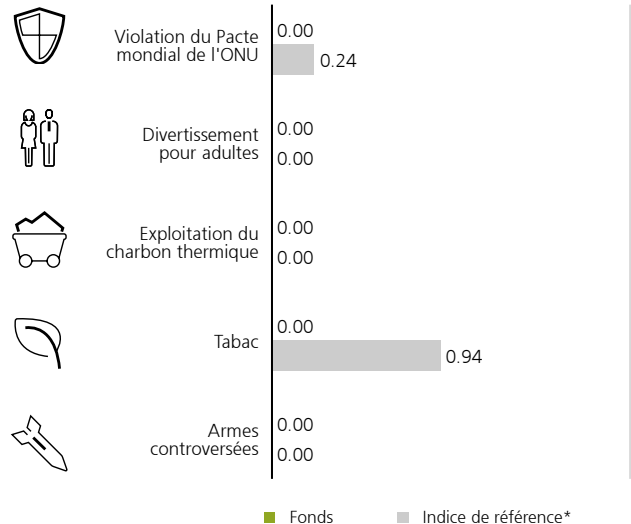 0.00
Violation du Pacte
mondial de l'ONU
0.24
0.00
Divertissement
pour adultes
0.00
0.00
Exploitation du
charbon thermique
0.00
0.00
Tabac
0.94
0.00
Armes
controversées
0.00
Fonds
Indice de référence*